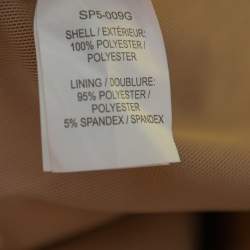 SP5-009G
SHELL / EXTÉRIEUR:
100% POLYESTER /
POLYESTER
LINING / DOUBLURE:
95% POLYESTER /
POLYESTER
5% SPANDEX / SPANDEX